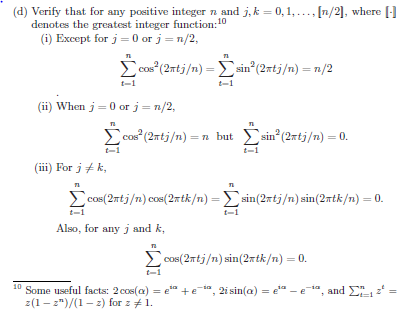 (d) Verify that for any positive integer n and j, k = 0, 1, . . . , [[n/2]], where [[·]]
denotes the greatest integer function:¹⁰
(i) Except for j = 0 or j = n/2,
n∑t=1 cos²(2πtj/n) = n∑t=1 sin²(2πtj/n) = n/2
.
(ii) When j = 0 or j = n/2,
n∑t=1 cos²(2πtj/n) = n but n∑t=1 sin²(2πtj/n) = 0.
(iii) For j ≠ k,
n∑t=1 cos(2πtj/n) cos(2πtk/n) = n∑t=1 sin(2πtj/n) sin(2πtk/n) = 0.
Also, for any j and k,
n∑t=1 cos(2πtj/n) sin(2πtk/n) = 0.
¹⁰ Some useful facts: 2 cos(α) = e^{iα} + e^{−iα}, 2i sin(α) = e^{iα} − e^{−iα}, and ∑ⁿt=1 zᵗ =
z(1 − zⁿ)/(1 − z) for z ≠ 1.